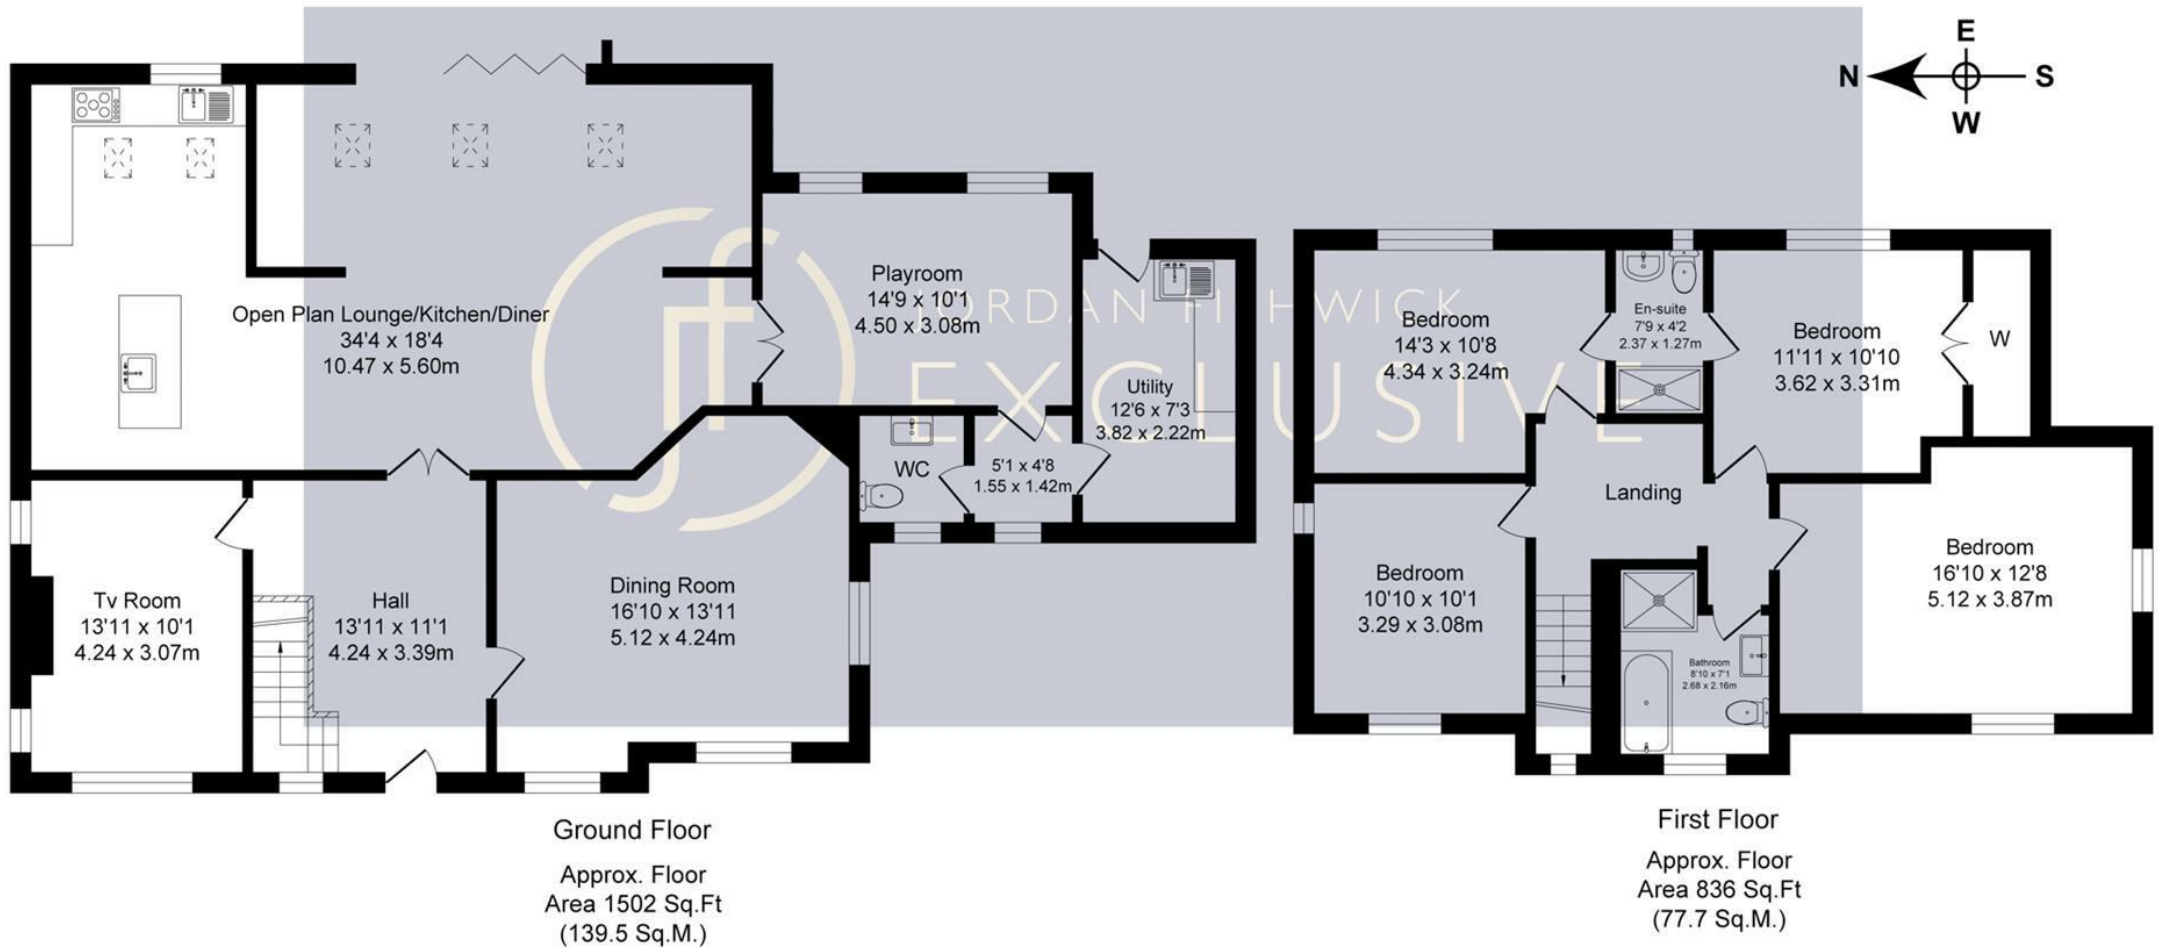 E
N S
W
Open Plan Lounge/Kitchen/Diner
34'4 x 18'4
10.47 x 5.60m
Playroom
14'9 x 10'1
4.50 x 3.08m
Utility
12'6 x 7'3
3.82 x 2.22m
WC
5'1 x 4'8
1.55 x 1.42m
Tv Room
13'11 x 10'1
4.24 x 3.07m
Hall
13'11 x 11'1
4.24 x 3.39m
Dining Room
16'10 x 13'11
5.12 x 4.24m
Ground Floor
Approx. Floor
Area 1502 Sq.Ft
(139.5 Sq.M.)
jf
JORDAN FISHWICK
EXCLUSIVE
Bedroom
14'3 x 10'8
4.34 x 3.24m
En-suite
7'9 x 4'2
2.37 x 1.27m
Bedroom
11'11 x 10'10
3.62 x 3.31m
W
Landing
Bedroom
10'10 x 10'1
3.29 x 3.08m
Bathroom
8'10 x 7'1
2.68 x 2.16m
Bedroom
16'10 x 12'8
5.12 x 3.87m
First Floor
Approx. Floor
Area 836 Sq.Ft
(77.7 Sq.M.)